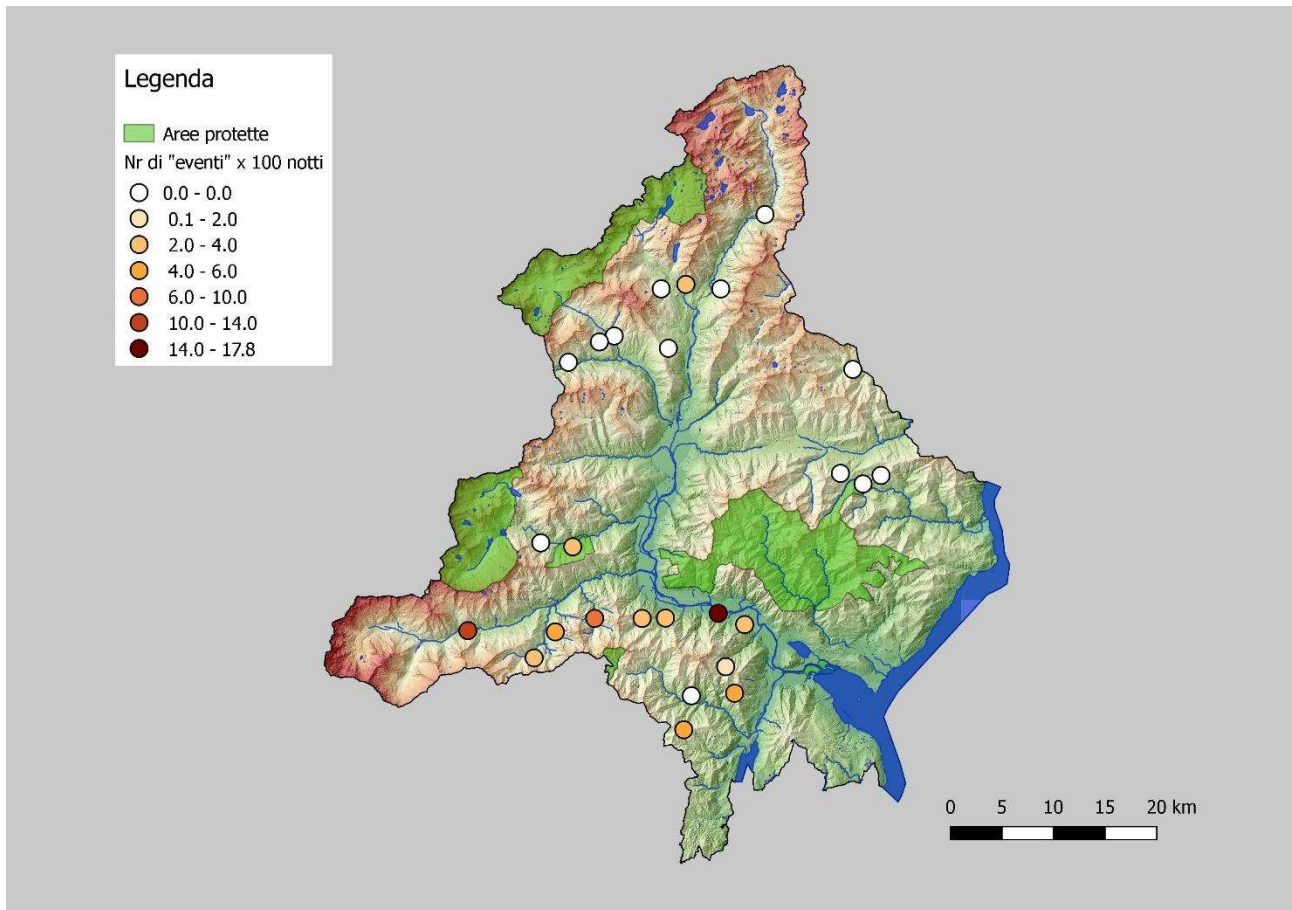 Legenda
Aree protette
Nr di "eventi" x 100 notti
0.0 - 0.0
0.1 - 2.0
2.0 - 4.0
4.0 - 6.0
6.0 - 10.0
10.0 - 14.0
14.0 - 17.8
0 5 10 15 20 km